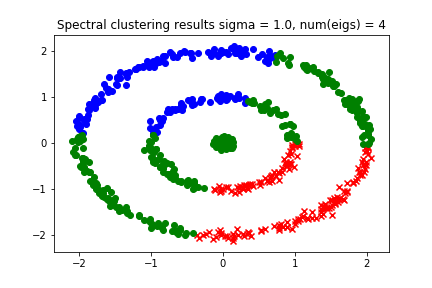 Spectral clustering results sigma = 1.0, num(eigs) = 4
2
1
0
−1
−2
−2 −1 0 1 2